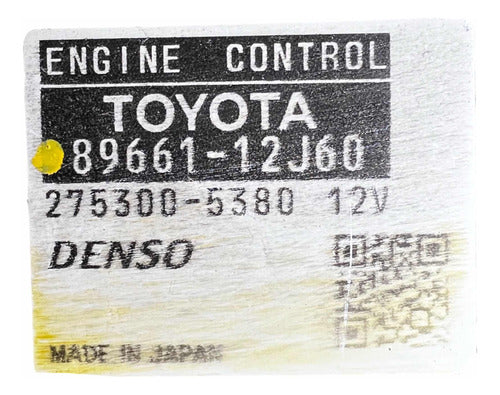 ENGINE CONTROL
TOYOTA
89661-12J60
275300-5380 12V
DENSO
MADE IN JAPAN